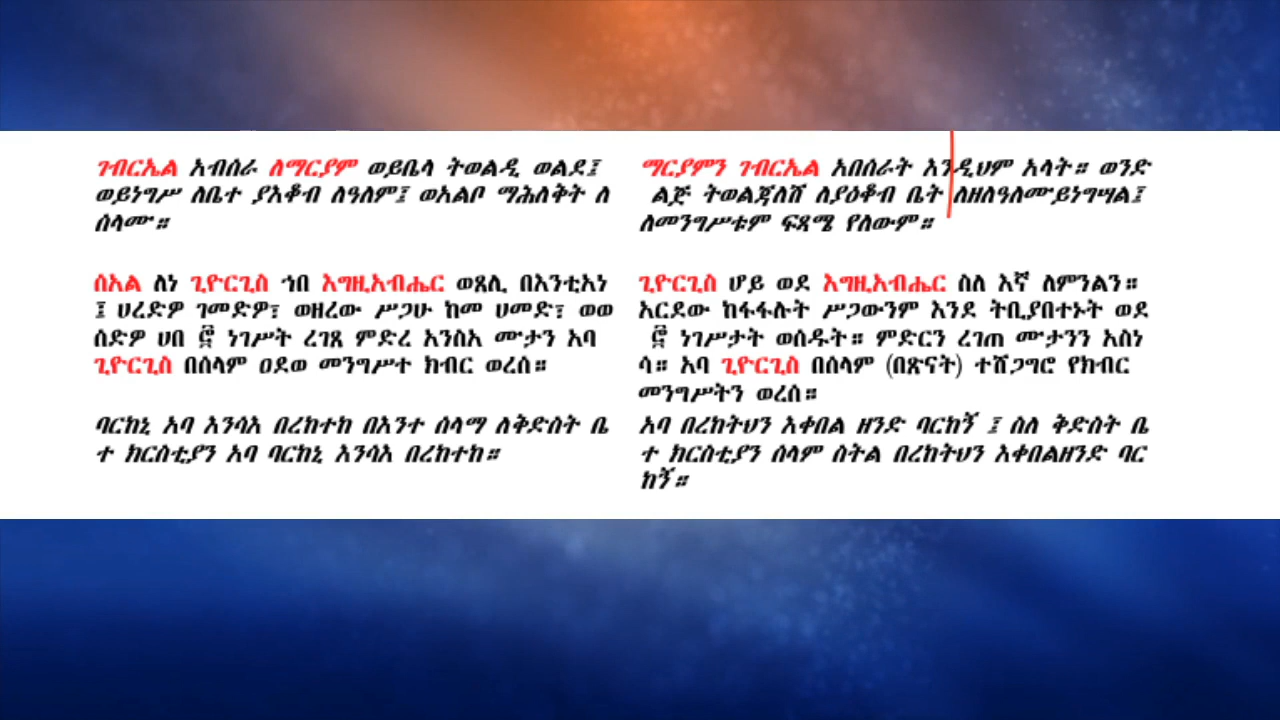 ገብርኤል አብሰራ ለማርያም ወይቤላ ትወልዲ ወልደ፤
ወይነግሥ ለቤተ ያእቆብ ለዓለም፤ ወአልቦ ማሕለቅት ለ
ሰላሙ።
ሰአል ለነ ጊዮርጊስ ኀበ እግዚአብሔር ወጸሊ በእንቲአነ
፤ ሀረድዎ ገመድዎ፣ ወዘረው ሥጋሁ ከመ ሀመድ፣ ወወ
ሰድዎ ሀበ ፸ ነገሥት ረገጸ ምድረ አንስአ ሙታን አባ
ጊዮርጊስ በሰላም ዐደወ መንግሥተ ክብር ወረሰ።
ባርከኒ አባ እንሳእ በረከተከ በእንተ ሰላማ ለቅድስት ቤ
ተ ክርስቲያን አባ ባርከኒ እንሳእ በረከተከ።
ማርያምን ገብርኤል አበሰራት እንዲህም አላት። ወንድ
ልጅ ትወልጃለሽ ለያዕቆብ ቤት ለዘለዓለሙይነግሣል፤
ለመንግሥቱም ፍጻሜ የለውም።
ጊዮርጊስ ሆይ ወደ እግዚአብሔር ስለ እኛ ለምንልን።
አርደው ከፋፋሉት ሥጋውንም እንደ ትቢያበተኑት ወደ
፸ ነገሥታት ወሰዱት። ምድርን ረገጠ ሙታንን አስነ
ሳ። አባ ጊዮርጊስ በሰላም (በጽናት) ተሸጋግሮ የክብር
መንግሥትን ወረሰ።
አባ በረከትህን እቀበል ዘንድ ባርከኝ ፤ ስለ ቅድስት ቤ
ተ ክርስቲያን ሰላም ስትል በረከትህን እቀበልዘንድ ባር
ከኝ።